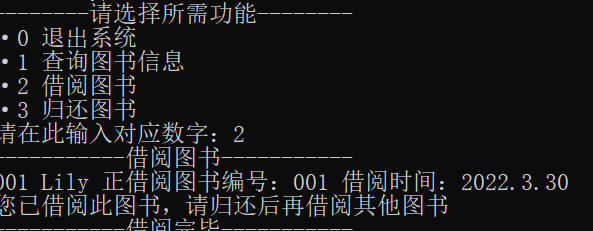 --------请选择所需功能--------
·0 退出系统
·1 查询图书信息
·2 借阅图书
·3 归还图书
请在此输入对应数字：2
-----------借阅图书-----------
001 Lily 正借阅图书编号：001 借阅时间：2022.3.30
您已借阅此图书，请归还后再借阅其他图书
-----------借阅完毕-----------